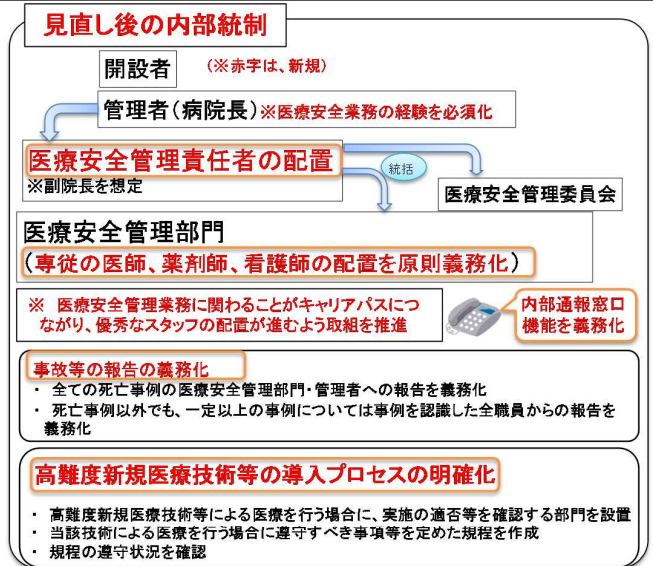 見直し後の内部統制
開設者
(※赤字は、新規)
管理者(病院長)※医療安全業務の経験を必須化
医療安全管理責任者の配置
※副院長を想定
統括
医療安全管理委員会
医療安全管理部門
(専従の医師、薬剤師、看護師の配置を原則義務化)
※ 医療安全管理業務に関わることがキャリアパスにつ
ながり、優秀なスタッフの配置が進むよう取組を推進
内部通報窓口
機能を義務化
事故等の報告の義務化
・ 全ての死亡事例の医療安全管理部門・管理者への報告を義務化
・ 死亡事例以外でも、一定以上の事例については事例を認識した全職員からの報告を
義務化
高難度新規医療技術等の導入プロセスの明確化
・ 高難度新規医療技術等による医療を行う場合に、実施の適否等を確認する部門を設置
・ 当該技術による医療を行う場合に遵守すべき事項等を定めた規程を作成
・ 規程の遵守状況を確認